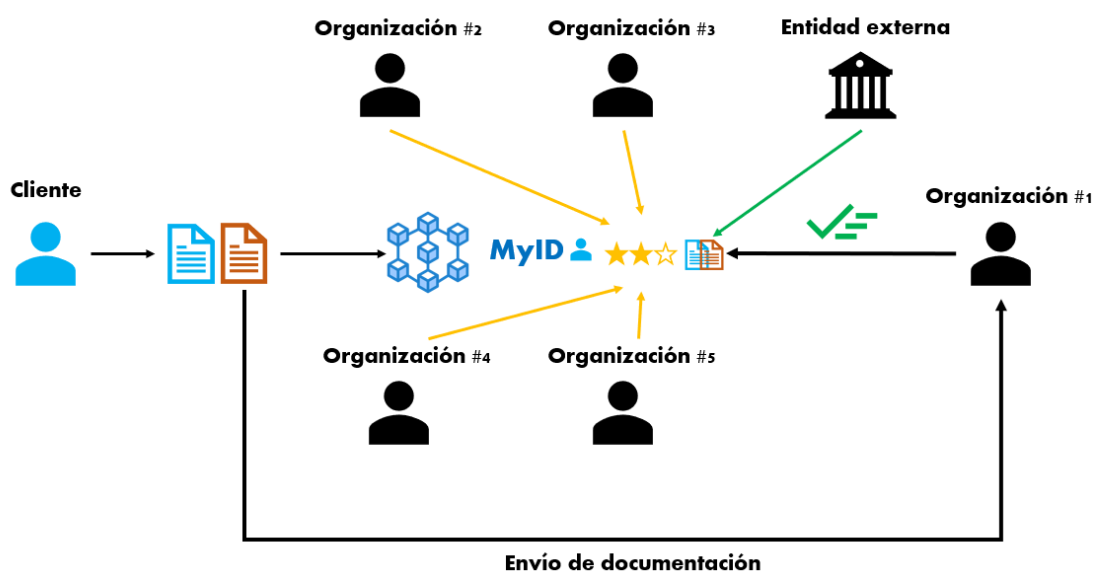 Organización #2
Organización #3
Entidad externa
Cliente
Organización #1
MyID
Organización #4
Organización #5
Envío de documentación